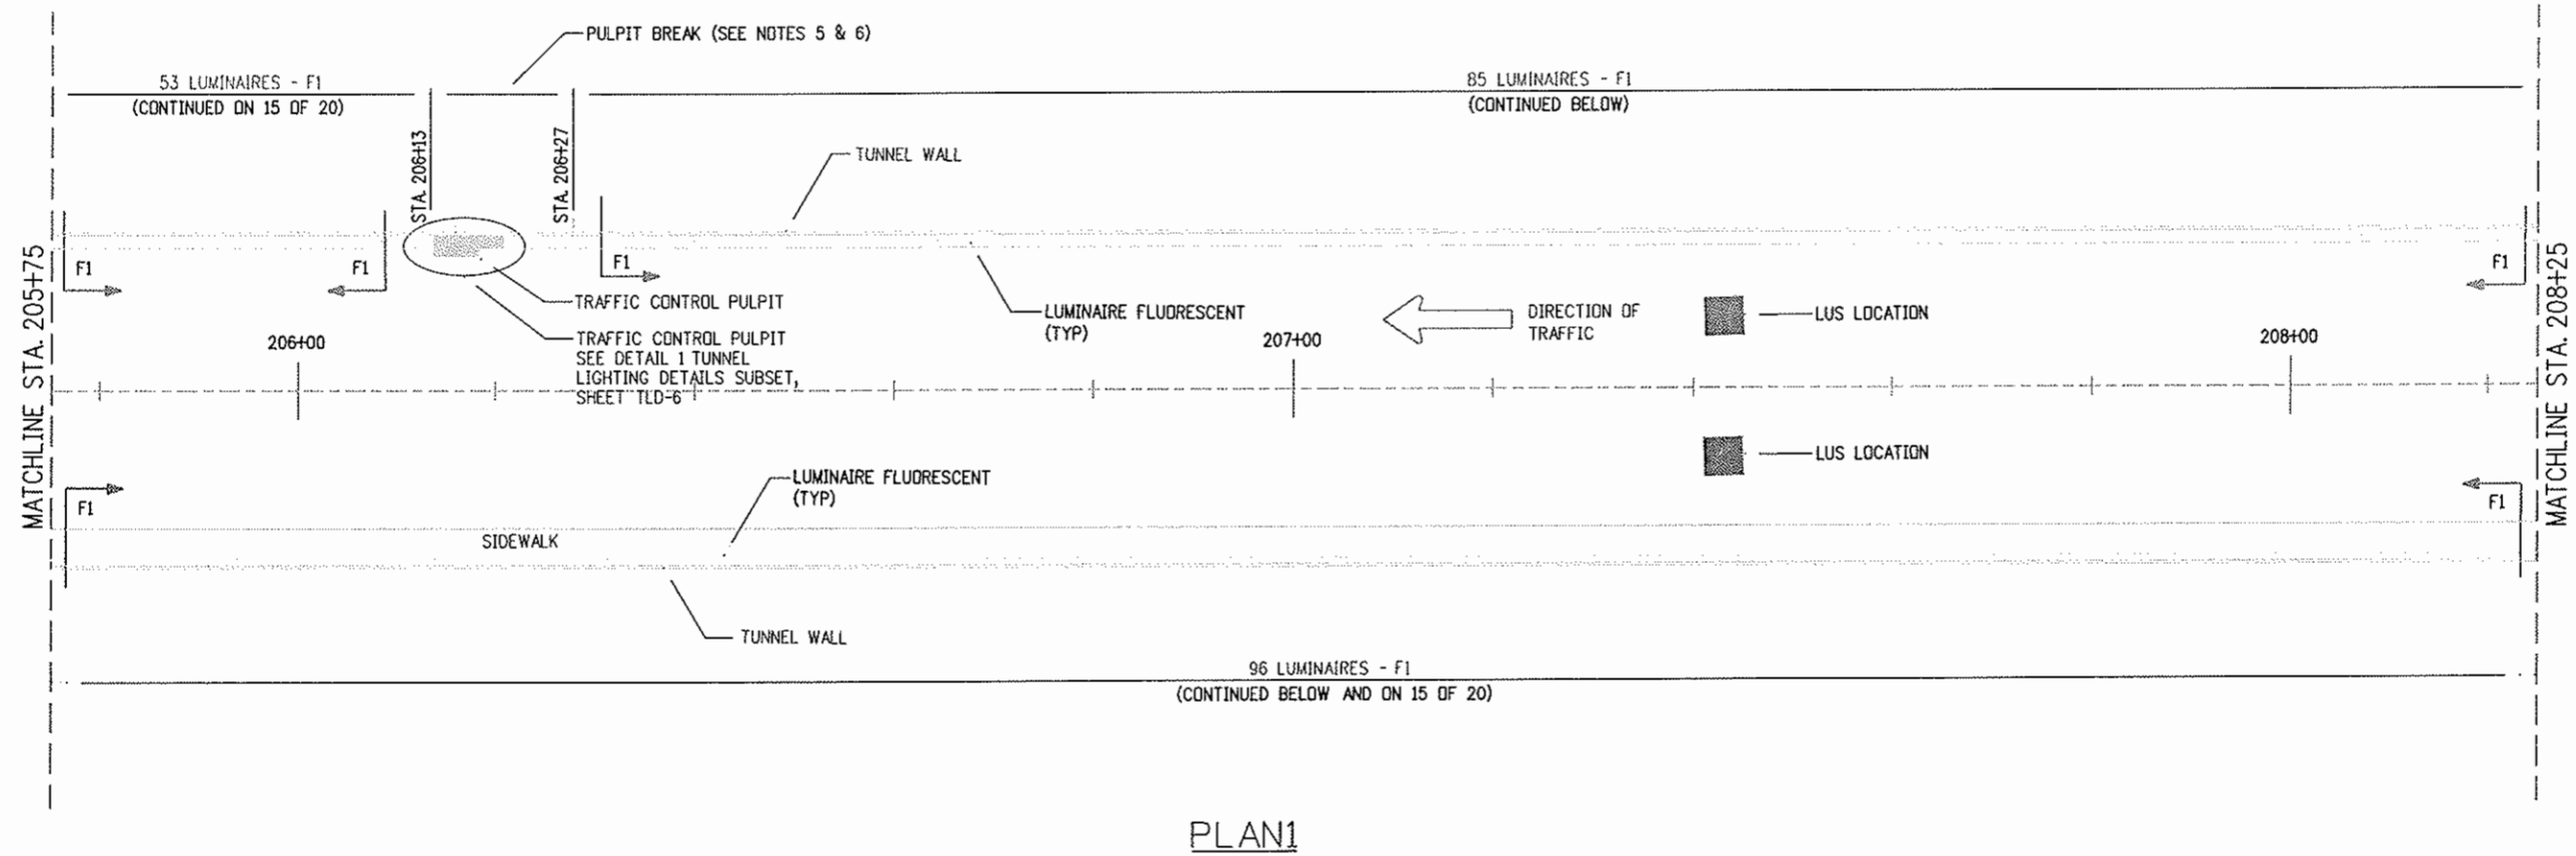 PULPIT BREAK (SEE NOTES 5 & 6)
53 LUMINAIRES - F1
(CONTINUED ON 15 OF 20)
85 LUMINAIRES - F1
(CONTINUED BELOW)
STA. 206+13
STA. 206+27
TUNNEL WALL
MATCHLINE STA. 205+75
F1
F1
F1
F1
MATCHLINE STA. 208+25
TRAFFIC CONTROL PULPIT
LUMINAIRE FLUORESCENT
(TYP)
DIRECTION OF
TRAFFIC
LUS LOCATION
TRAFFIC CONTROL PULPIT
SEE DETAIL 1 TUNNEL
LIGHTING DETAILS SUBSET,
SHEET TLD-6
206+00
207+00
208+00
LUS LOCATION
LUMINAIRE FLUORESCENT
(TYP)
F1
F1
SIDEWALK
TUNNEL WALL
96 LUMINAIRES - F1
(CONTINUED BELOW AND ON 15 OF 20)
PLAN1